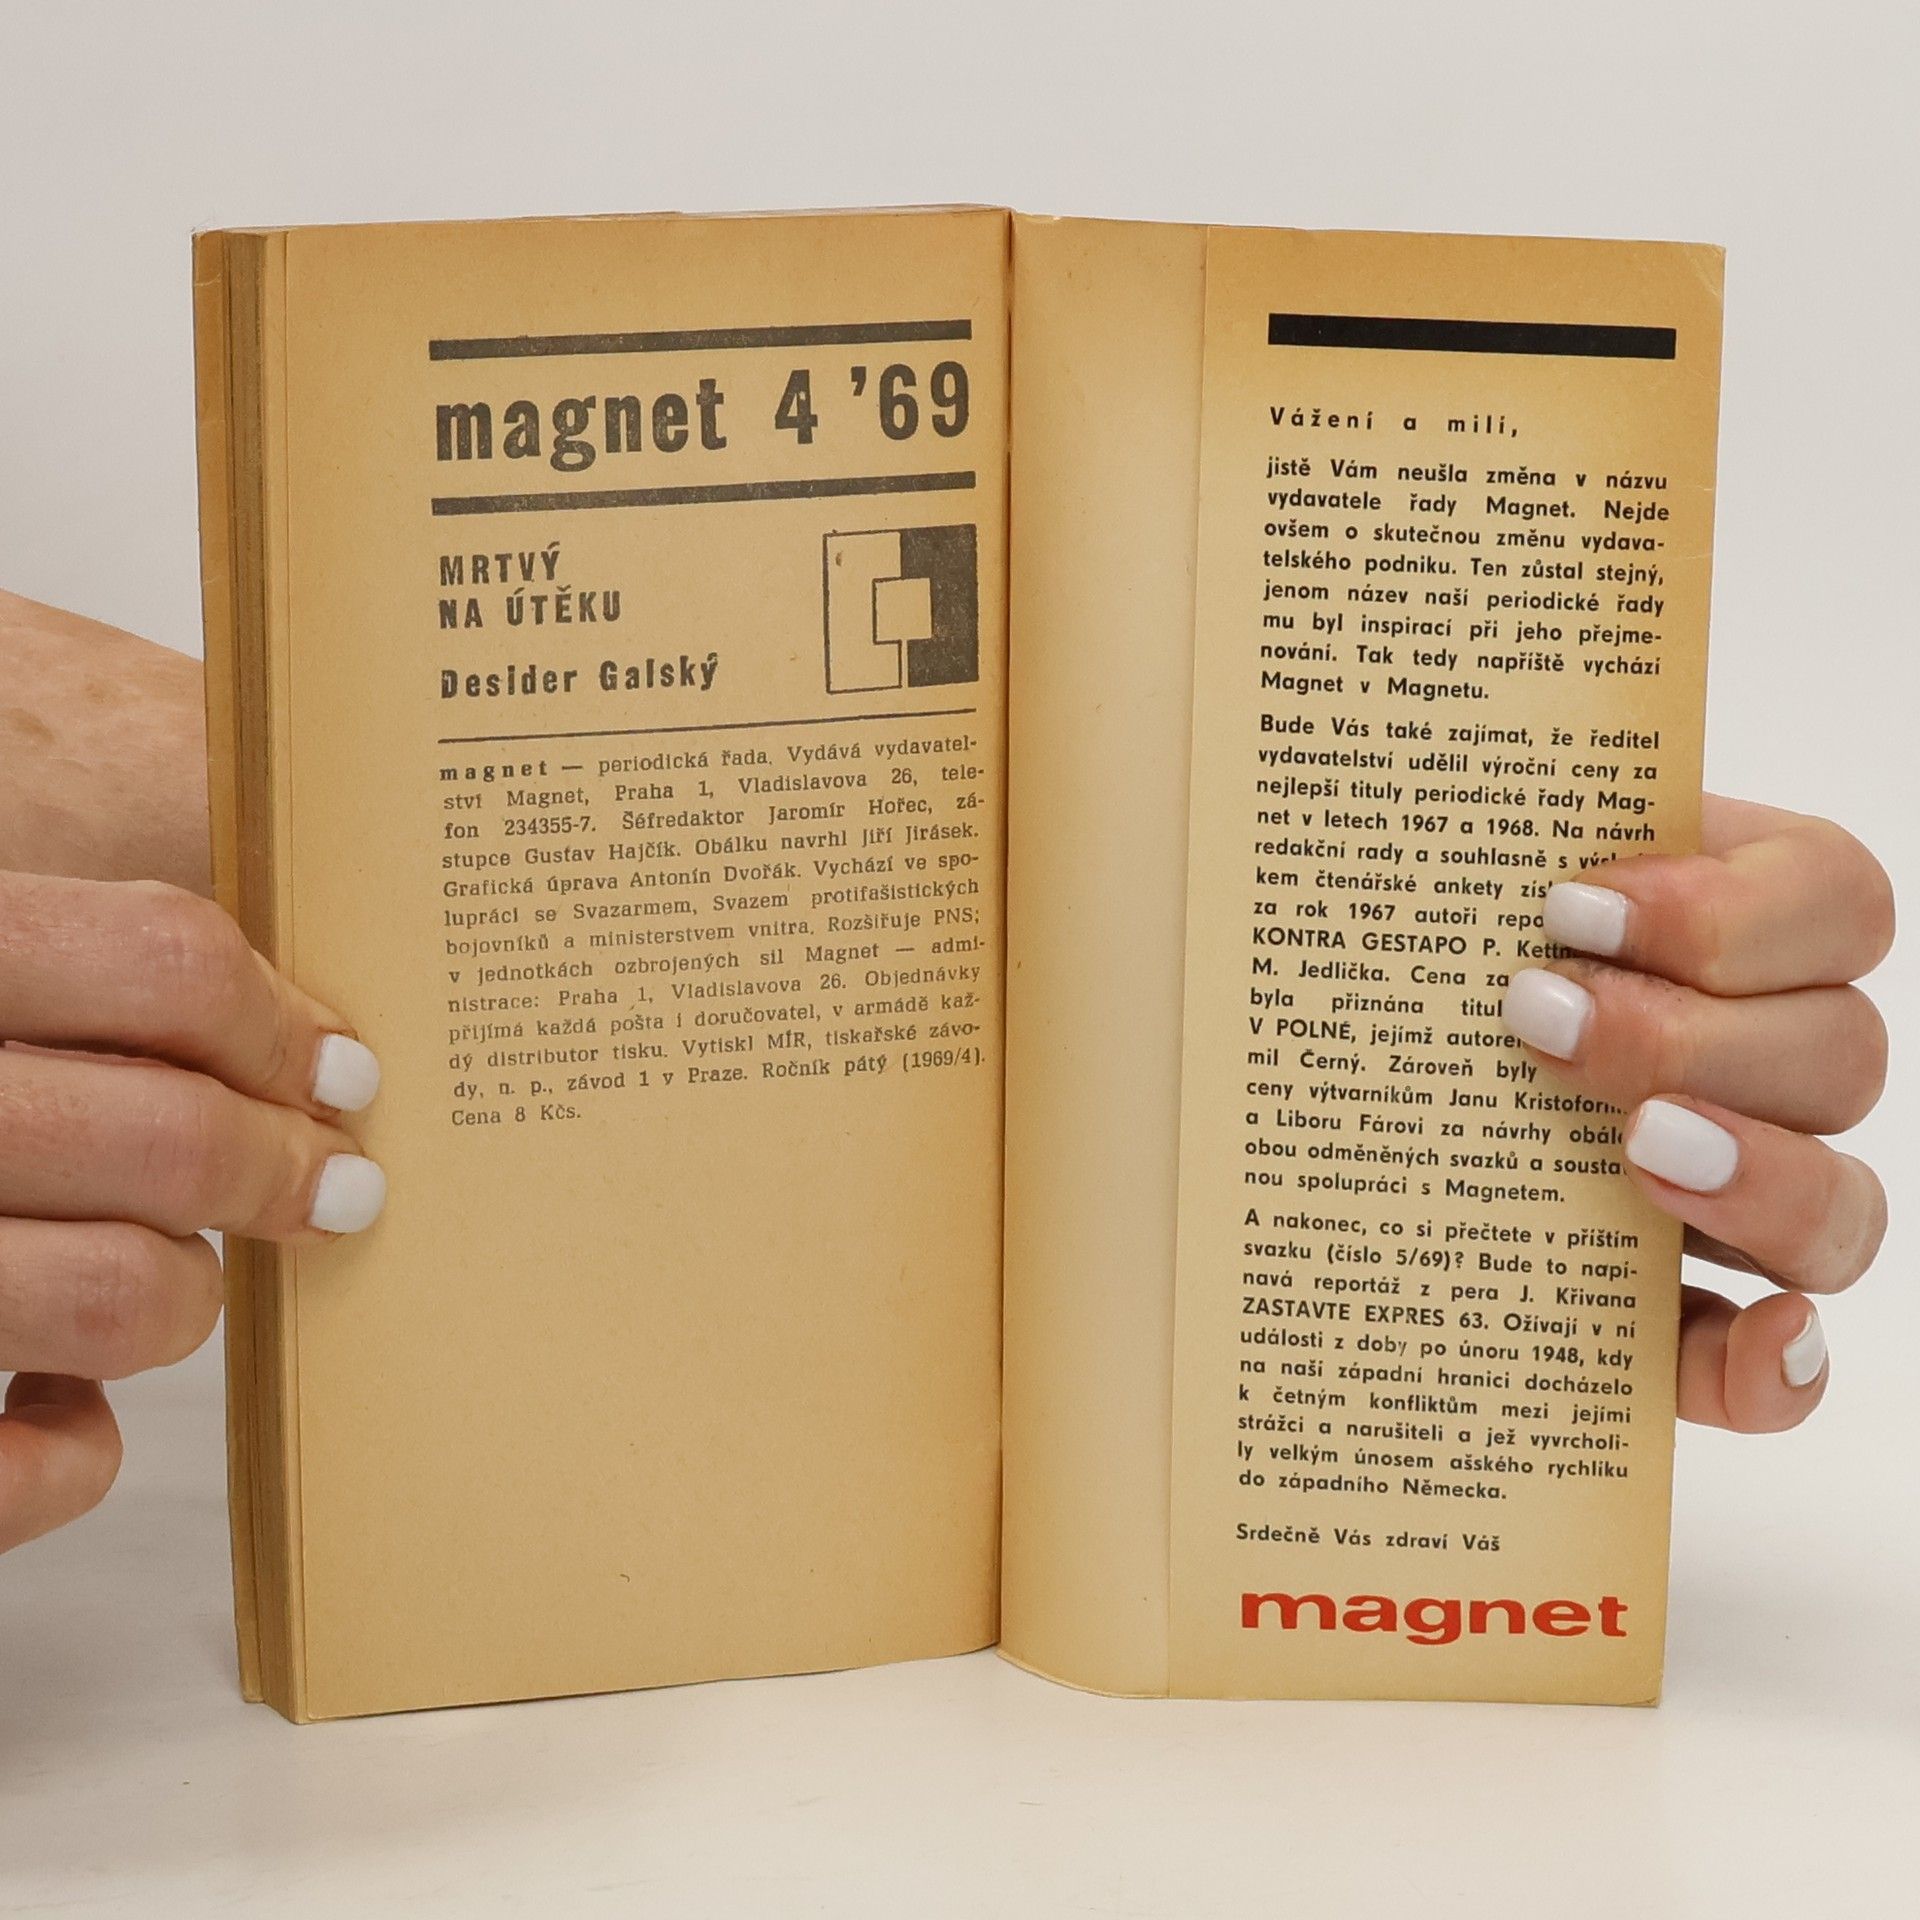 magnet 4 ’69
MRTVÝ
NA ÚTĚKU
Desider Galský
magnet — periodická řada. Vydává vydavatel-
ství Magnet, Praha 1, Vladislavova 26, tele-
fon 234355-7. Šéfredaktor Jaromír Hořec, zá-
stupce Gustav Hajčík. Obálku navrhl Jiří Jirásek.
Grafická úprava Antonín Dvořák. Vychází ve spo-
lupráci se Svazarmem, Svazem protifašistických
bojovníků a ministerstvem vnitra. Rozšiřuje PNS;
v jednotkách ozbrojených sil Magnet — admi-
nistrace: Praha 1, Vladislavova 26. Objednávky
přijímá každá pošta i doručovatel, v armádě kaž-
dý distributor tisku. Vytiskl MÍR, tiskařské závo-
dy, n. p., závod 1 v Praze. Ročník pátý (1969/4).
Cena 8 Kčs.
Vážení a milí,
jistě Vám neušla změna v názvu
vydavatele řady Magnet. Nejde
ovšem o skutečnou změnu vydava-
telského podniku. Ten zůstal stejný,
jenom název naší periodické řady
mu byl inspirací při jeho přejme-
nování. Tak tedy napříště vychází
Magnet v Magnetu.
Bude Vás také zajímat, že ředitel
vydavatelství udělil výroční ceny za
nejlepší tituly periodické řady Mag-
net v letech 1967 a 1968. Na návrh
redakční rady a souhlasně s
kem čtenářské ankety
za rok 1967 autoři
KONTRA GESTAPO P.
M. Jedlička. Cena za
byla přiznána titul
V POLNÉ, jejímž
mil Černý. Zároveň byly
ceny výtvarníkům Janu
a Liboru Fárovi za návrhy
obou odměněných svazků a
nou spolupráci s Magnetem.
A nakonec, co si přečtete v příštím
svazku (číslo 5/69)? Bude to napí-
navá reportáž z pera J. Křivana
ZASTAVTE EXPRES 63. Ožívají v ní
události z doby po únoru 1948, kdy
na naší západní hranici docházelo
k četným konfliktům mezi jejími
strážci a narušiteli a jež vyvrcholi-
ly velkým únosem ašského rychlíku
do západního Německa.
Srdečně Vás zdraví Váš
magnet